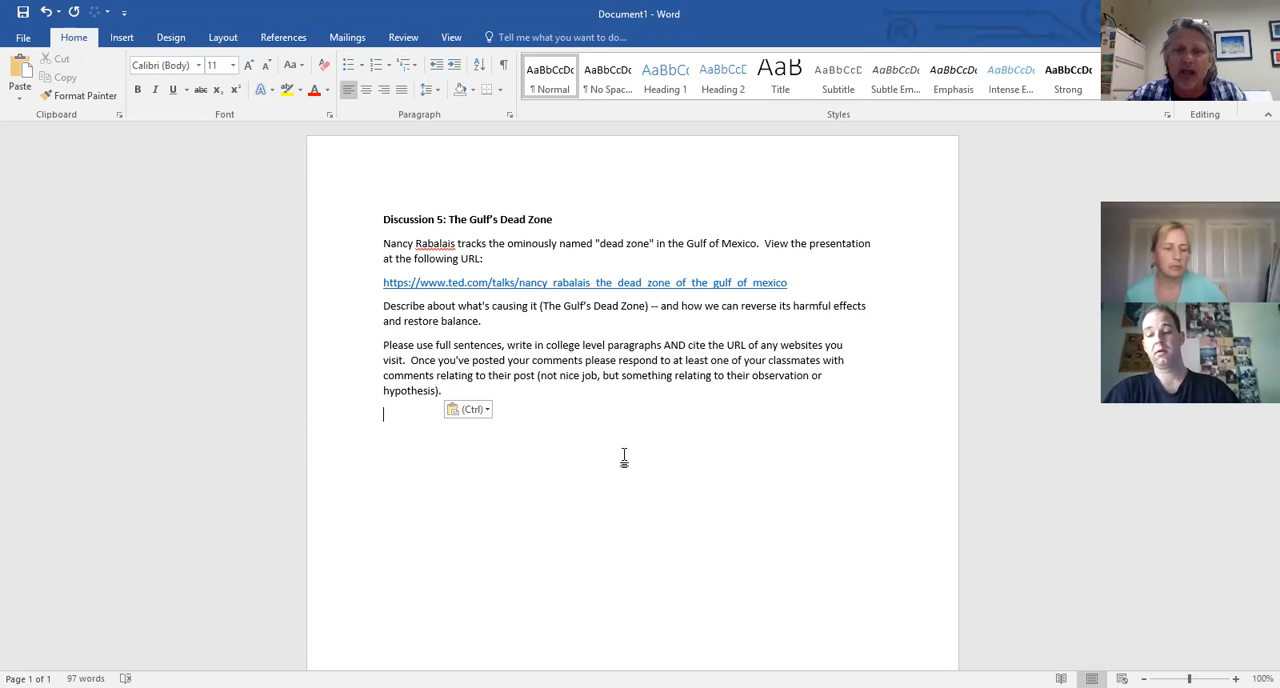 Document1 - Word
File Home Insert Design Layout References Mailings Review View Tell me what you want to do...
Paste
Cut
Copy
Format Painter
Clipboard
Calibri (Body) 11
Font
Paragraph
AaBbCcDc AaBbCcDc AaBbCc AaBbCcD AaB AaBbCcD AaBbCcDc AaBbCcDc AaBbCcDc AaBbCcDc
¶ Normal ¶ No Spac... Heading 1 Heading 2 Title Subtitle Subtle Em... Emphasis Intense E... Strong
Styles
Editing
Discussion 5: The Gulf’s Dead Zone
Nancy Rabalais tracks the ominously named "dead zone" in the Gulf of Mexico.  View the presentation
at the following URL:
https://www.ted.com/talks/nancy_rabalais_the_dead_zone_of_the_gulf_of_mexico
Describe about what's causing it (The Gulf’s Dead Zone) -- and how we can reverse its harmful effects
and restore balance.
Please use full sentences, write in college level paragraphs AND cite the URL of any websites you
visit.  Once you've posted your comments please respond to at least one of your classmates with
comments relating to their post (not nice job, but something relating to their observation or
hypothesis).
(Ctrl)
Page 1 of 1 97 words
100%